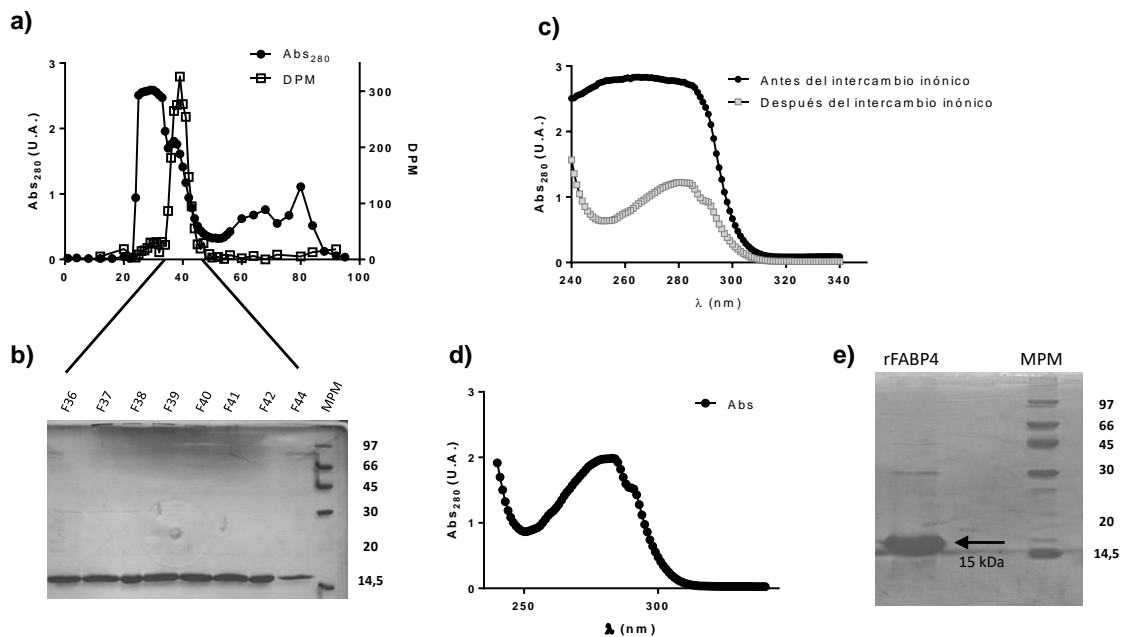 a)
Abs280
DPM
3
2
1
0
Abs280 (U.A.)
300
200
100
0
DPM
0
20
40
60
80
100
b)
F36
F37
F38
F39
F40
F41
F42
F44
MPM
97
66
45
30
20
14,5
c)
Antes del intercambio inónico
Después del intercambio inónico
3
2
1
0
Abs280 (U.A.)
240
260
280
300
320
340
λ (nm)
d)
Abs
3
2
1
0
Abs280 (U.A.)
250
300
λ (nm)
e)
rFABP4
MPM
97
66
45
30
20
14,5
15 kDa